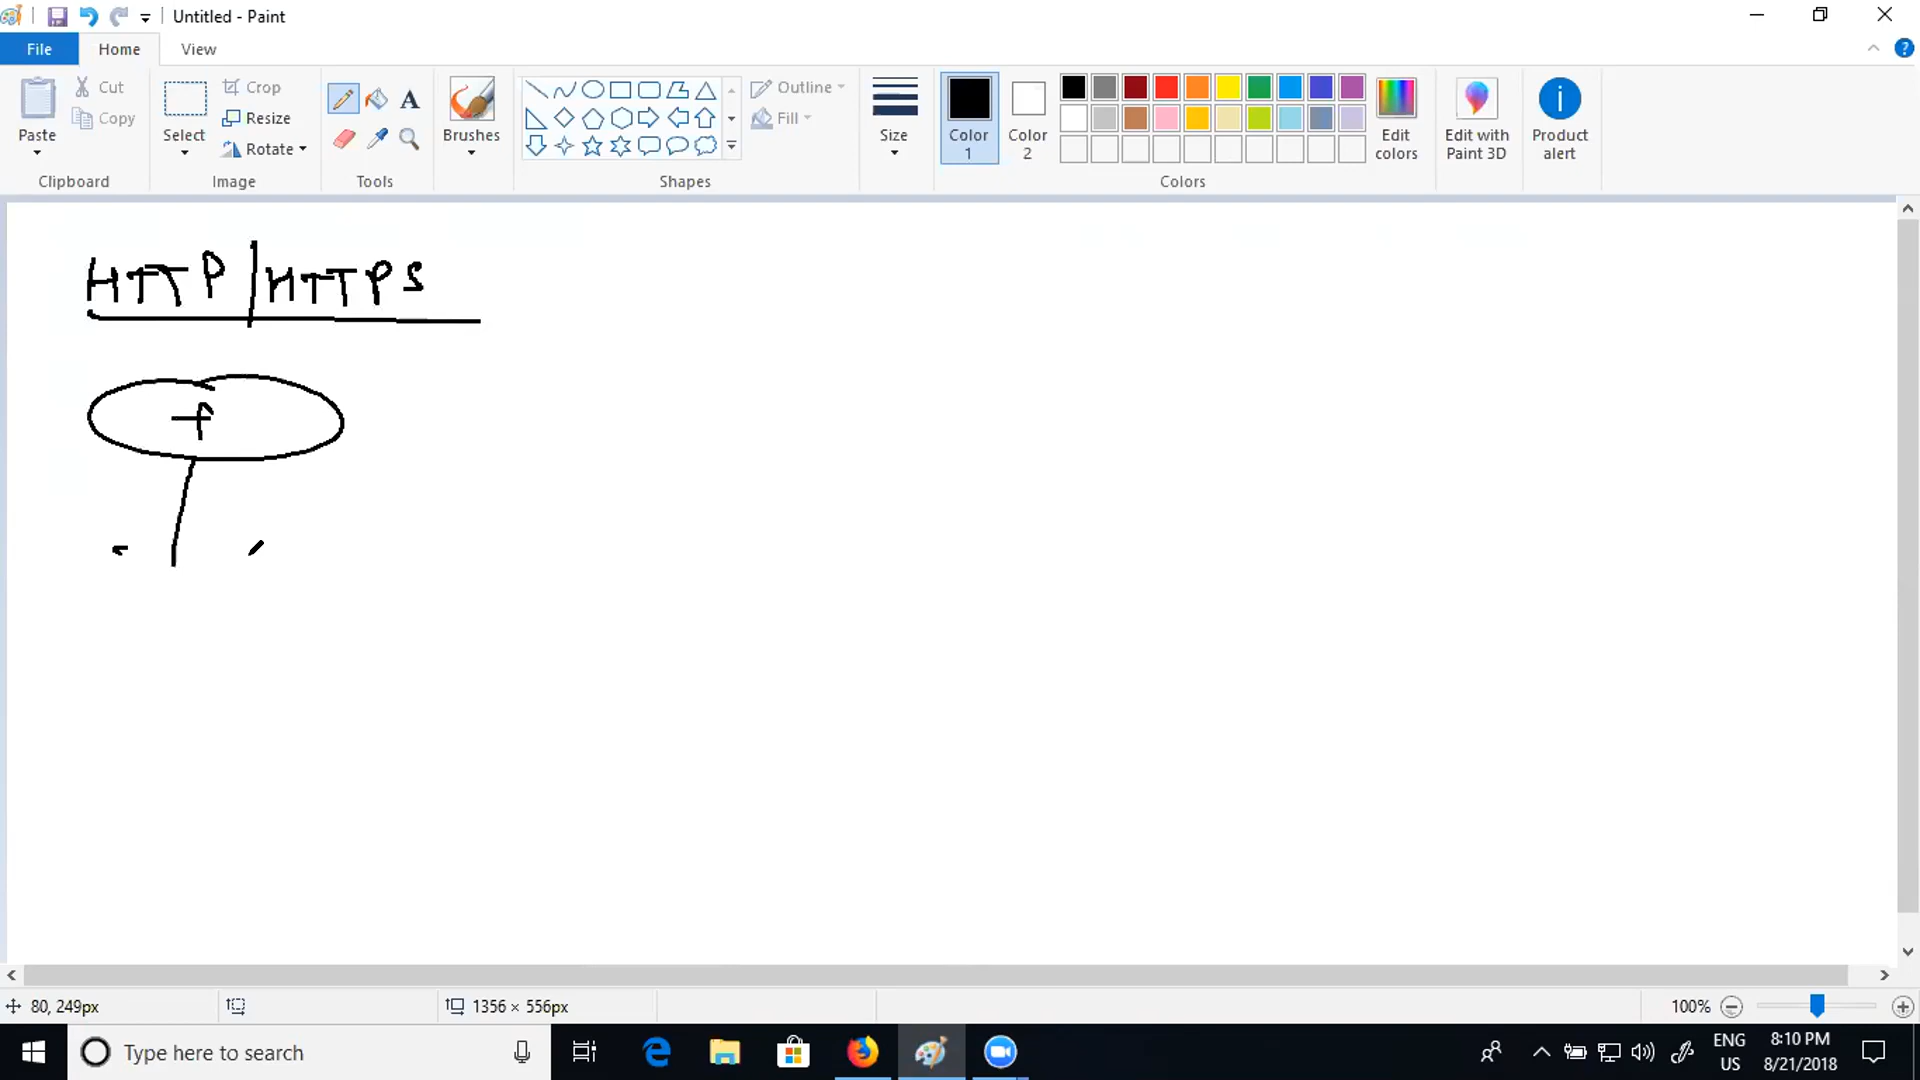 Untitled - Paint
File Home View
Cut
Copy
Paste
Clipboard
Select
Crop
Resize
Rotate
Image
A
Tools
Brushes
Shapes
Outline
Fill
Size
Color 1
Color 2
Edit colors
Edit with Paint 3D
Product alert
Colors
HTTP/HTTPS
f
80, 249px
1356 × 556px
100%
Type here to search
ENG US
8:10 PM
8/21/2018